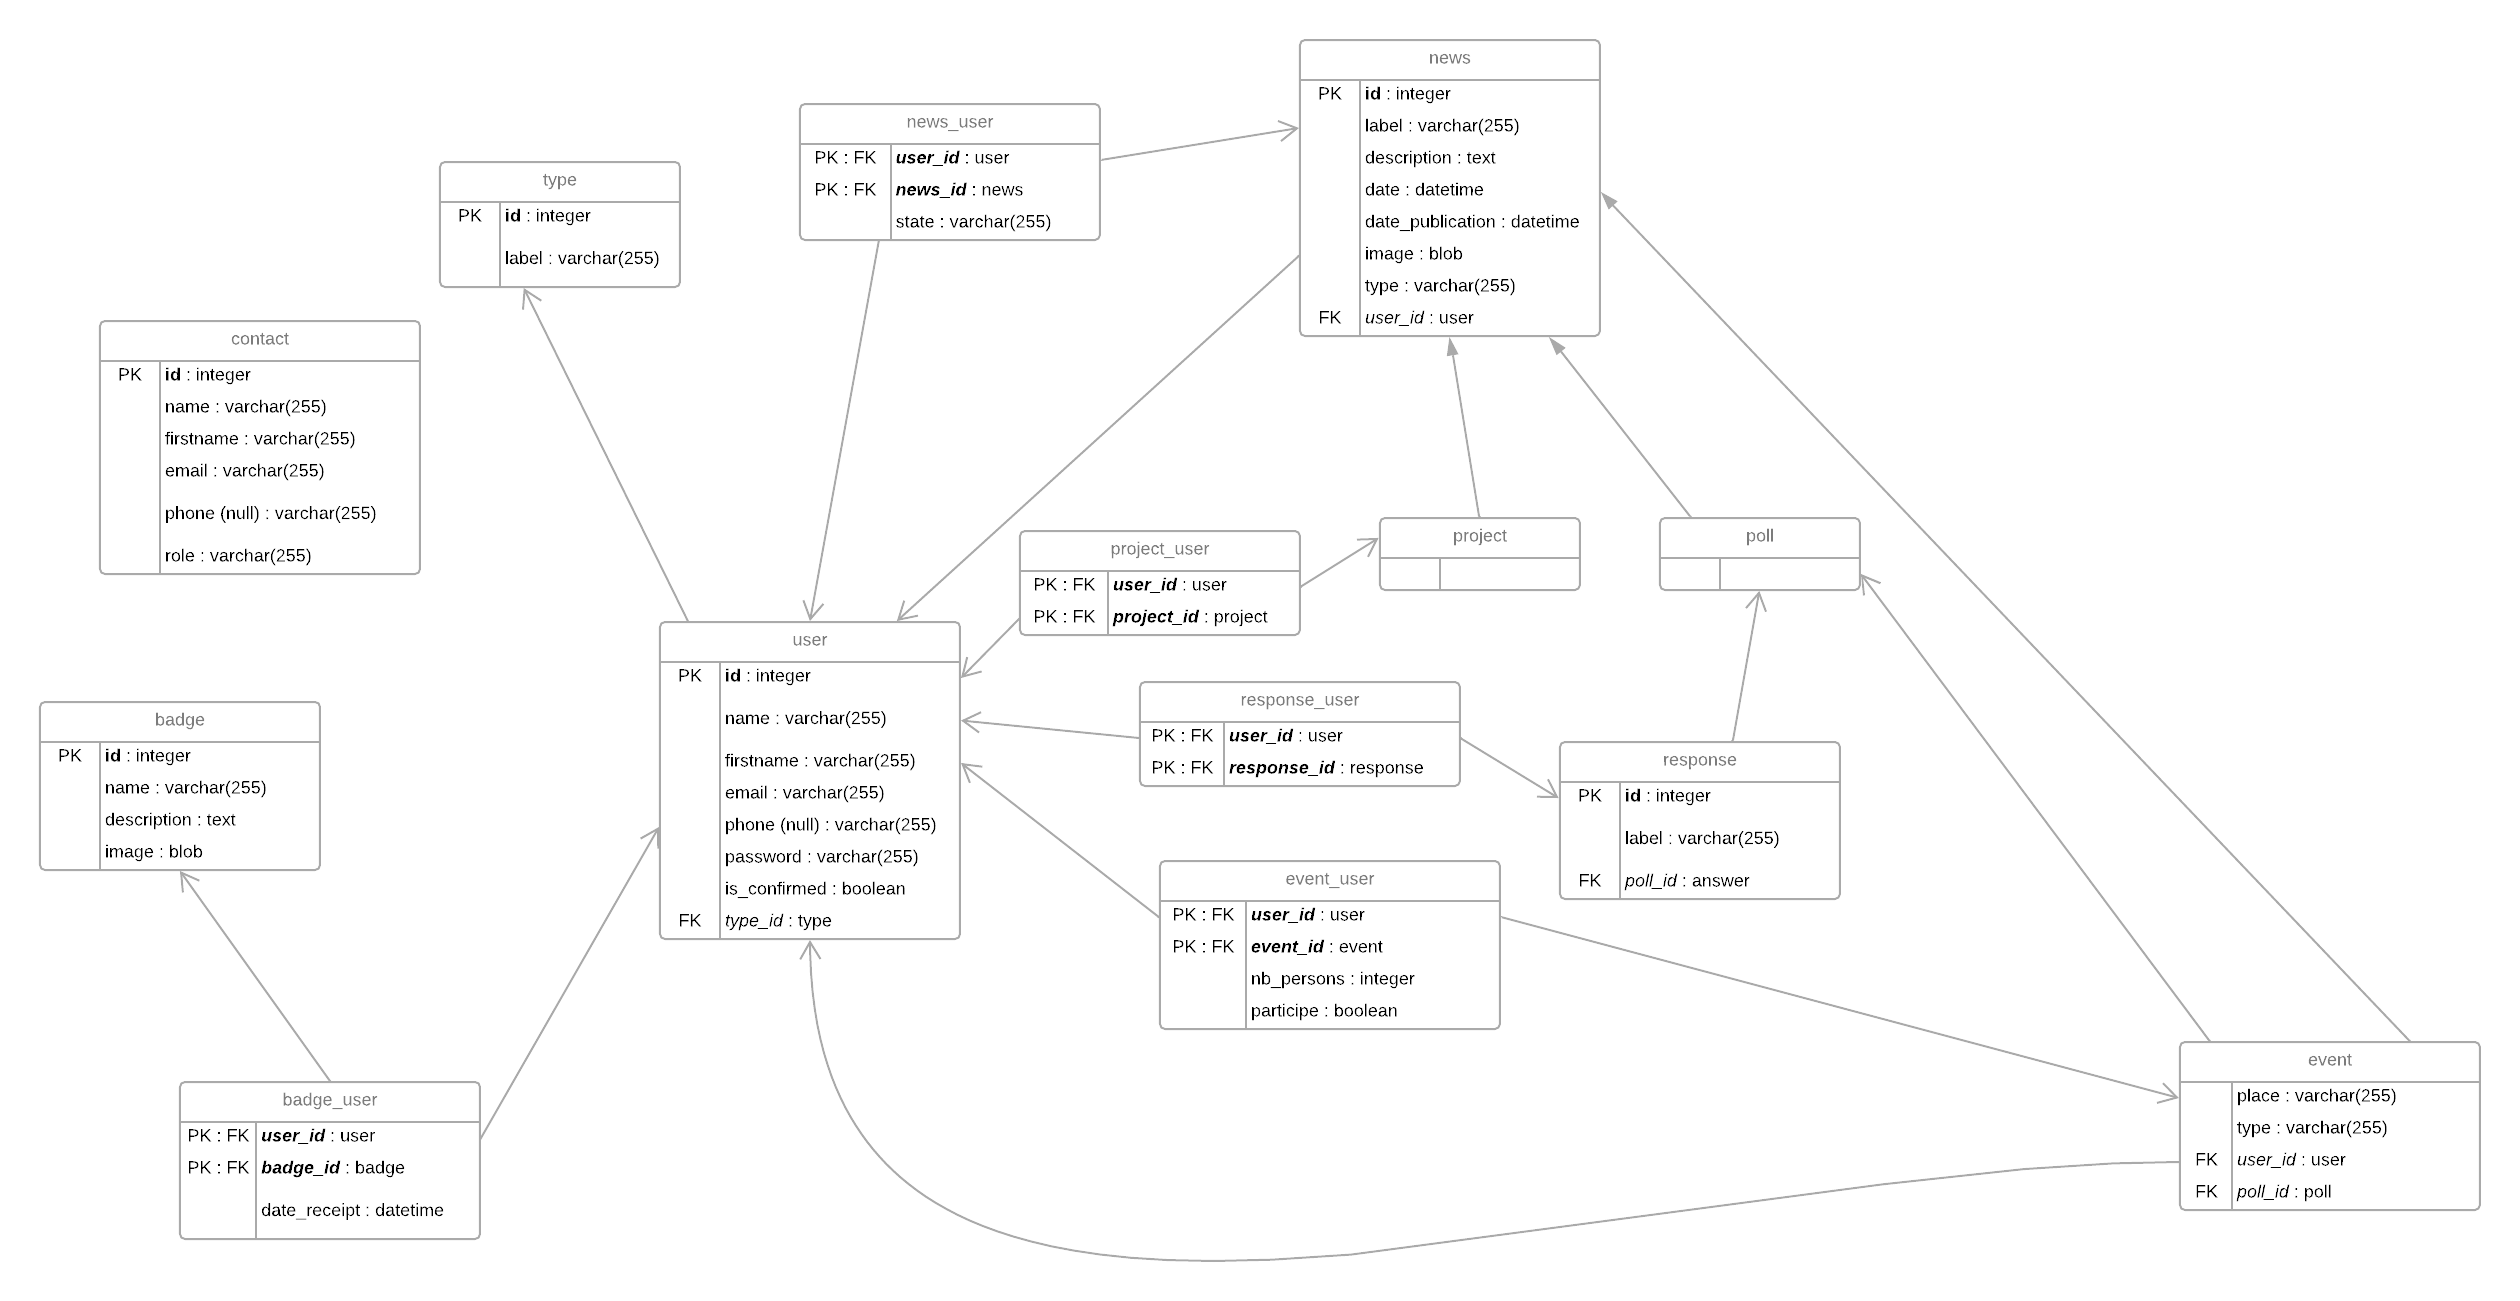 news
PK id : integer
label : varchar(255)
description : text
date : datetime
date_publication : datetime
image : blob
type : varchar(255)
FK user_id : user
news_user
PK : FK user_id : user
PK : FK news_id : news
state : varchar(255)
type
PK id : integer
label : varchar(255)
contact
PK id : integer
name : varchar(255)
firstname : varchar(255)
email : varchar(255)
phone (null) : varchar(255)
role : varchar(255)
project_user
PK : FK user_id : user
PK : FK project_id : project
project
poll
user
PK id : integer
name : varchar(255)
firstname : varchar(255)
email : varchar(255)
phone (null) : varchar(255)
password : varchar(255)
is_confirmed : boolean
FK type_id : type
response_user
PK : FK user_id : user
PK : FK response_id : response
response
PK id : integer
label : varchar(255)
FK poll_id : answer
badge
PK id : integer
name : varchar(255)
description : text
image : blob
event_user
PK : FK user_id : user
PK : FK event_id : event
nb_persons : integer
participe : boolean
badge_user
PK : FK user_id : user
PK : FK badge_id : badge
date_receipt : datetime
event
place : varchar(255)
type : varchar(255)
FK user_id : user
FK poll_id : poll